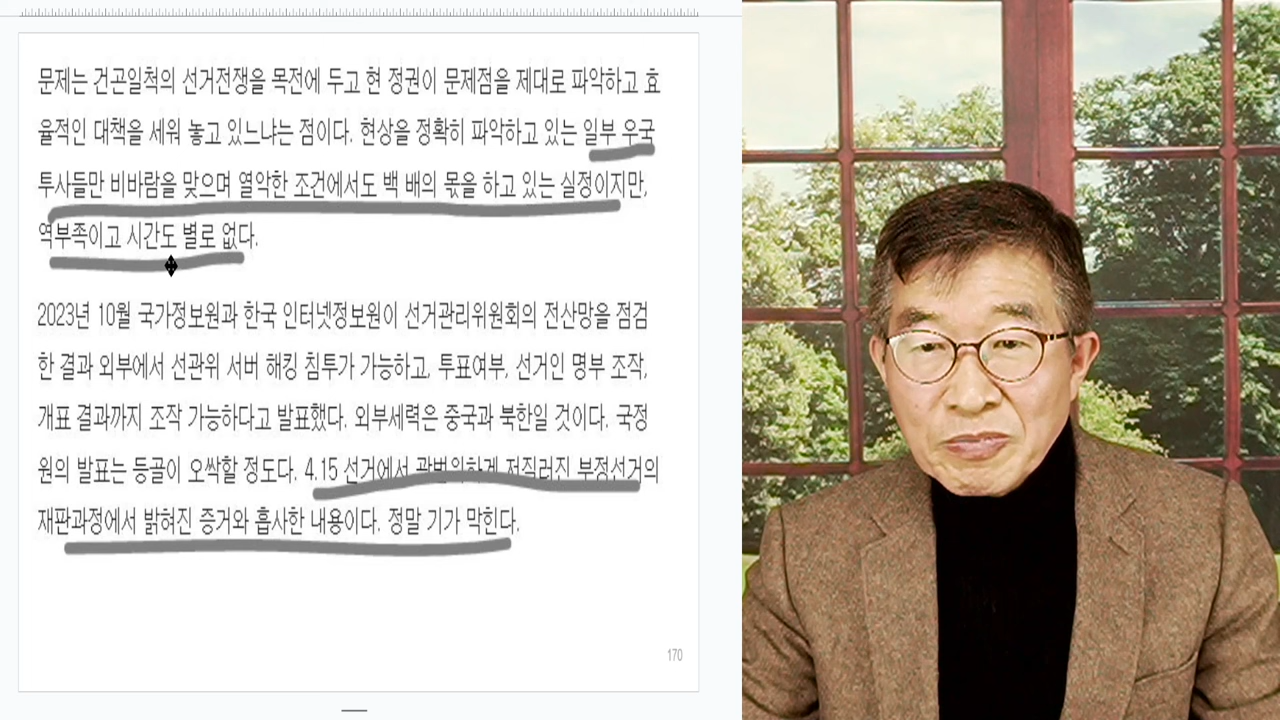 문제는 건곤일척의 선거전쟁을 목전에 두고 현 정권이 문제점을 제대로 파악하고 효
율적인 대책을 세워 놓고 있느냐는 점이다. 현상을 정확히 파악하고 있는 일부 우국
투사들만 비바람을 맞으며 열악한 조건에서도 백 배의 몫을 하고 있는 실정이지만,
역부족이고 시간도 별로 없다.
2023년 10월 국가정보원과 한국 인터넷정보원이 선거관리위원회의 전산망을 점검
한 결과 외부에서 선관위 서버 해킹 침투가 가능하고, 투표여부, 선거인 명부 조작,
개표 결과까지 조작 가능하다고 발표했다. 외부세력은 중국과 북한일 것이다. 국정
원의 발표는 등골이 오싹할 정도다. 4.15 선거에서 광범위하게 저질러진 부정선거의
재판과정에서 밝혀진 증거와 흡사한 내용이다. 정말 기가 막힌다.
170